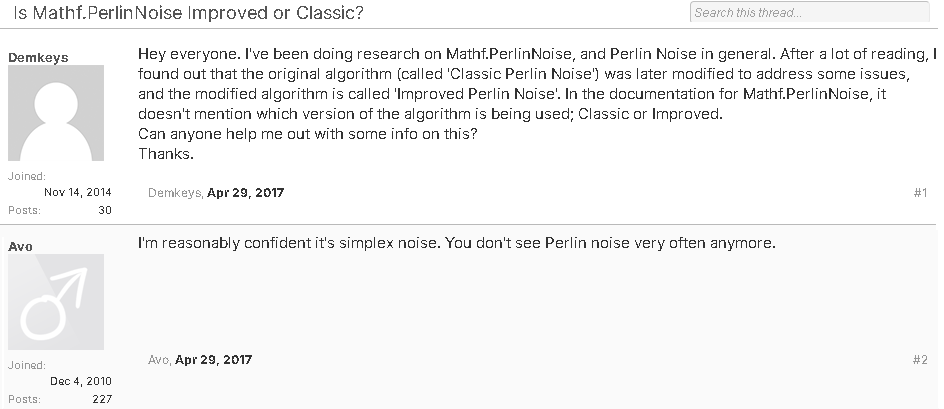 Is Mathf.PerlinNoise Improved or Classic?
Search this thread...
Demkeys
Hey everyone. I've been doing research on Mathf.PerlinNoise, and Perlin Noise in general. After a lot of reading, I
found out that the original algorithm (called 'Classic Perlin Noise') was later modified to address some issues,
and the modified algorithm is called 'Improved Perlin Noise'. In the documentation for Mathf.PerlinNoise, it
doesn't mention which version of the algorithm is being used; Classic or Improved.
Can anyone help me out with some info on this?
Thanks.
Joined:
Nov 14, 2014
Posts: 30
Demkeys, Apr 29, 2017
#1
Avo
I'm reasonably confident it's simplex noise. You don't see Perlin noise very often anymore.
Joined:
Dec 4, 2010
Posts: 227
Avo, Apr 29, 2017
#2